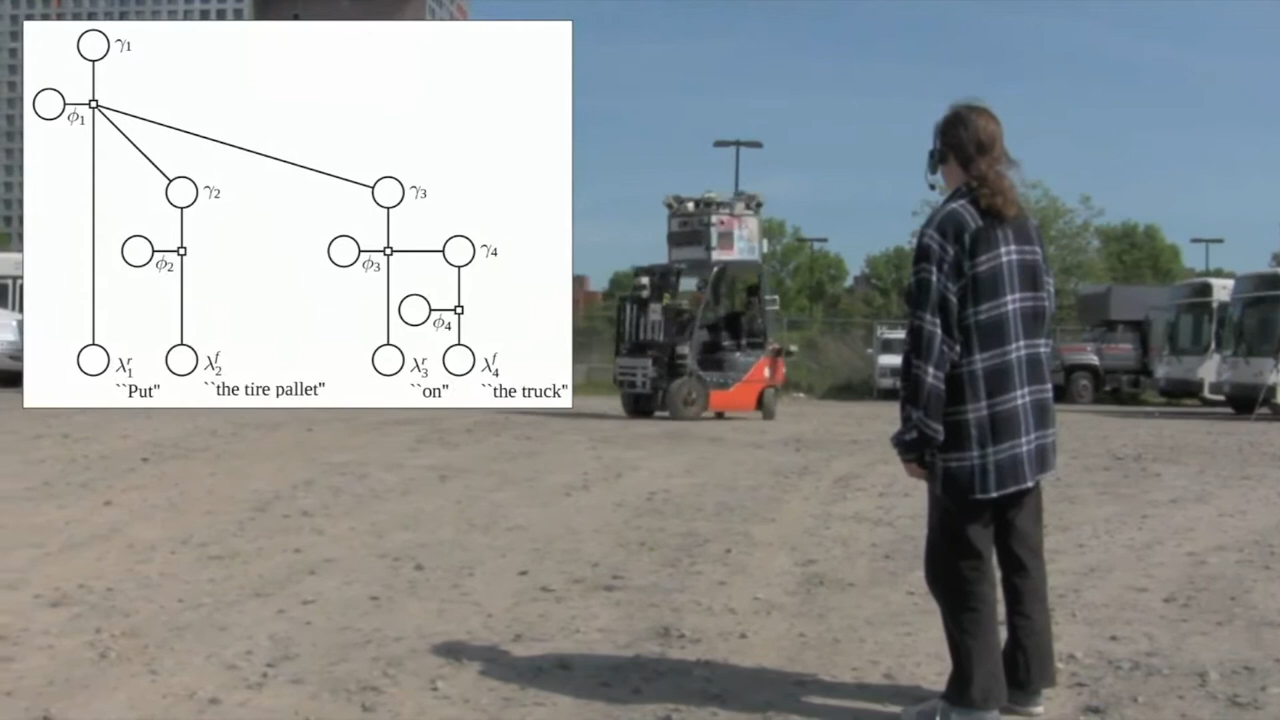 γ₁
ϕ₁
γ₂
γ₃
ϕ₂
ϕ₃
γ₄
ϕ₄
λ₁ʳ λ₂ᶠ λ₃ʳ λ₄ᶠ
``Put" ``the tire pallet" ``on" ``the truck"